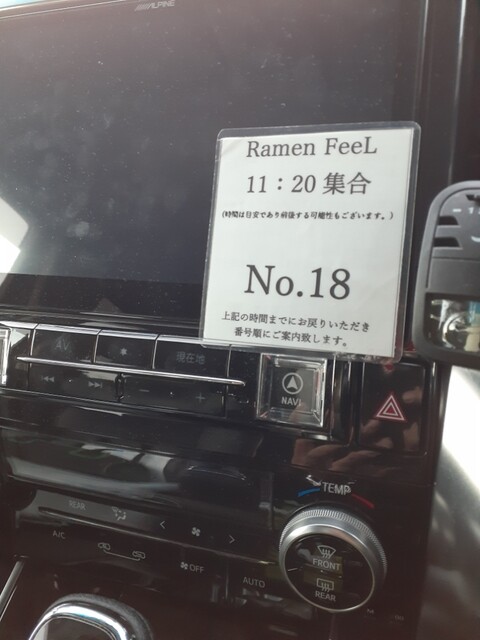 ALPINE
Ramen FeeL
11：20 集合
（時間は目安であり前後する可能性もございます。）
No.18
上記の時間までにお戻りいただき
番号順にご案内致します。
AV
現在地
NAVI
TEMP
REAR
A/C
OFF
AUTO
FRONT
REAR